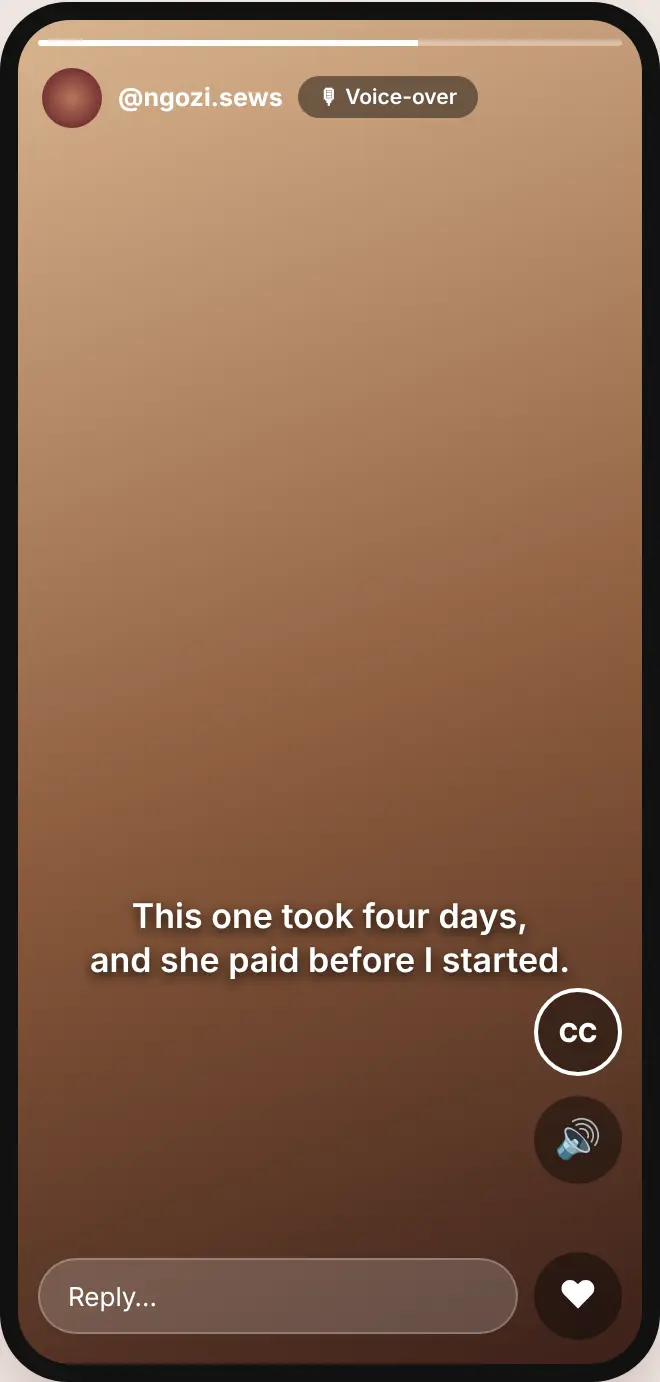 @ngozi.sews
🎙 Voice-over
This one took four days,
and she paid before I started.
CC
Reply...